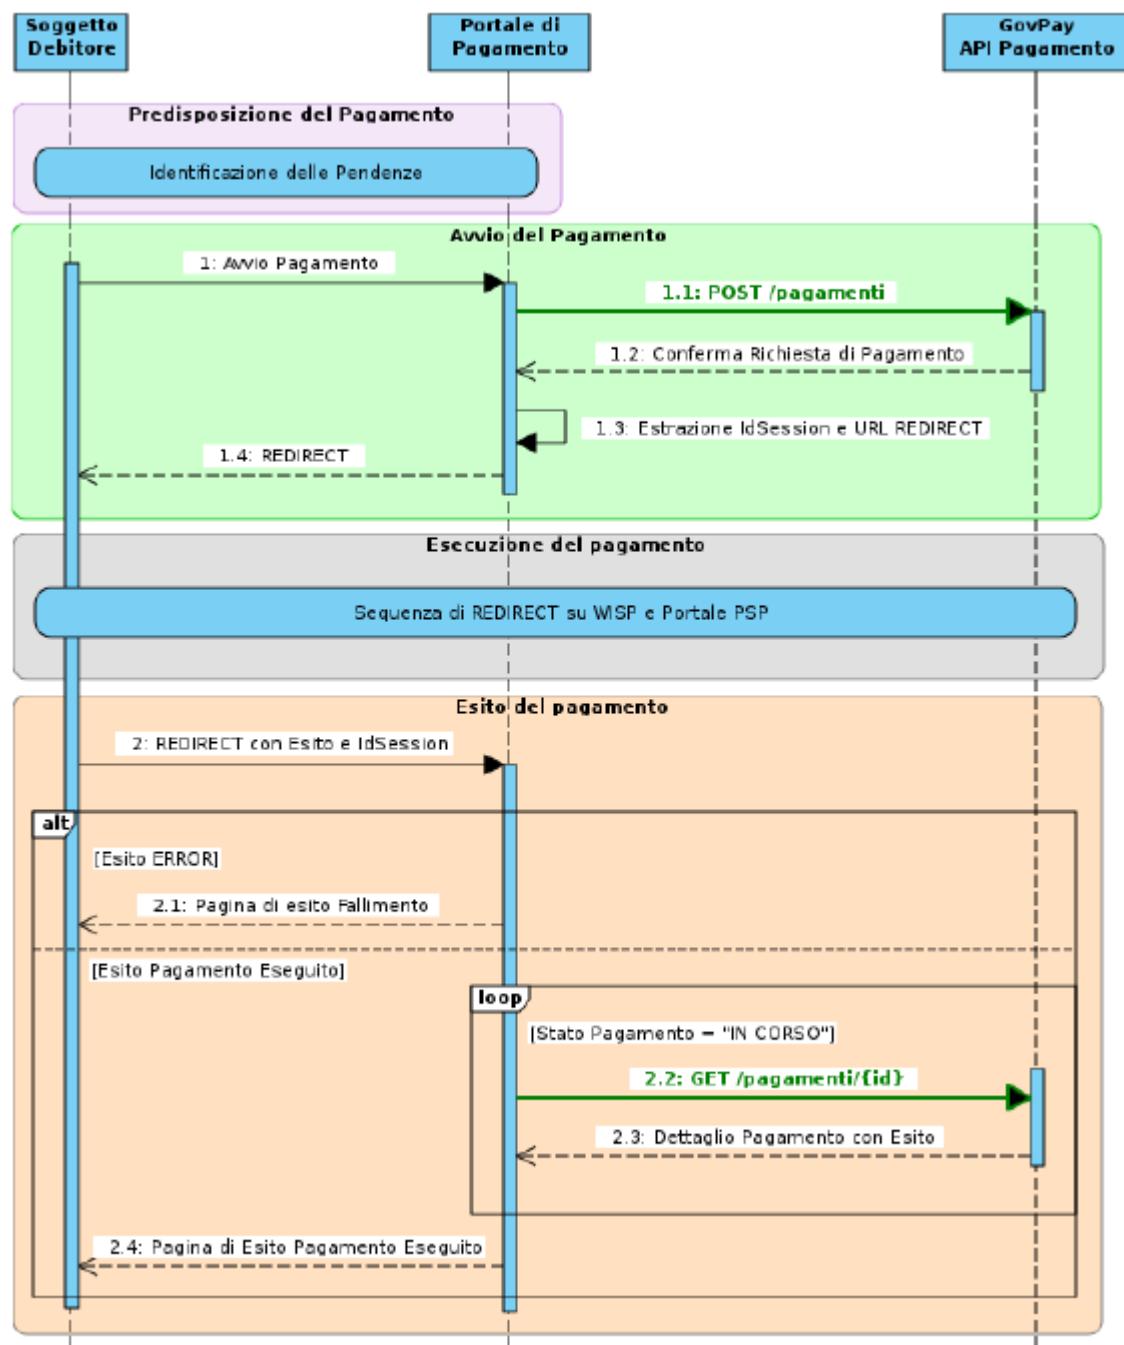 Soggetto
Debitore
Portale di
Pagamento
GovPay
API Pagamento
Predisposizione del Pagamento
Identificazione delle Pendenze
Avvio del Pagamento
1: Avvio Pagamento
1.1: POST /pagamenti
1.2: Conferma Richiesta di Pagamento
1.3: Estrazione IdSession e URL REDIRECT
1.4: REDIRECT
Esecuzione del pagamento
Sequenza di REDIRECT su WISP e Portale PSP
Esito del pagamento
2: REDIRECT con Esito e IdSession
alt
[Esito ERROR]
2.1: Pagina di esito Fallimento
[Esito Pagamento Eseguito]
loop
[Stato Pagamento = "IN CORSO"]
2.2: GET /pagamenti/{id}
2.3: Dettaglio Pagamento con Esito
2.4: Pagina di Esito Pagamento Eseguito